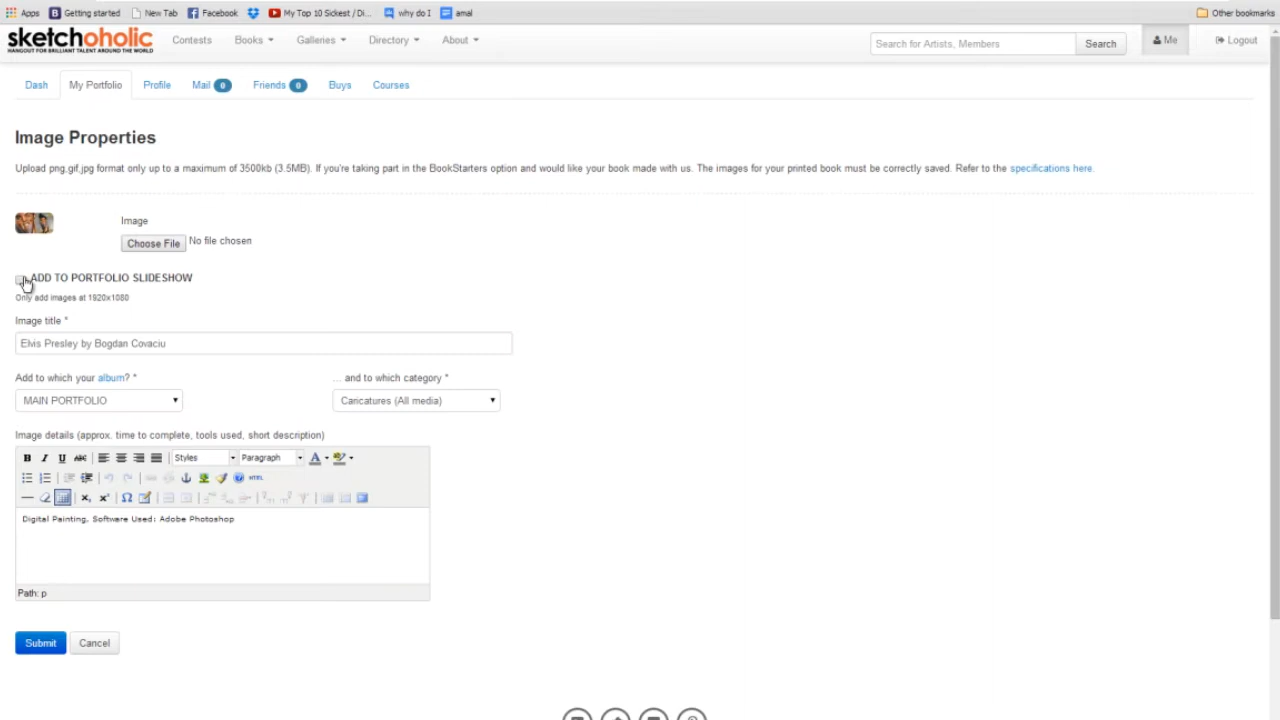 Apps Getting started New Tab Facebook My Top 10 Sickest / Di... why do I amal Other bookmarks
sketchoholic Contests Books Galleries Directory About Search for Artists, Members Search Me Logout
HANGOUT FOR BRILLIANT TALENT AROUND THE WORLD
Dash My Portfolio Profile Mail 0 Friends 0 Buys Courses
Image Properties
Upload png,gif,jpg format only up to a maximum of 3500kb (3.5MB). If you're taking part in the BookStarters option and would like your book made with us. The images for your printed book must be correctly saved. Refer to the specifications here.
Image
Choose File No file chosen
ADD TO PORTFOLIO SLIDESHOW
Only add images at 1920x1080
Image title *
Elvis Presley by Bogdan Covaciu
Add to which your album? * ... and to which category *
MAIN PORTFOLIO Caricatures (All media)
Image details (approx. time to complete, tools used, short description)
B I U ABC Styles Paragraph A
HTML
x, x' Ω
Digital Painting, Software Used: Adobe Photoshop
Path: p
Submit Cancel